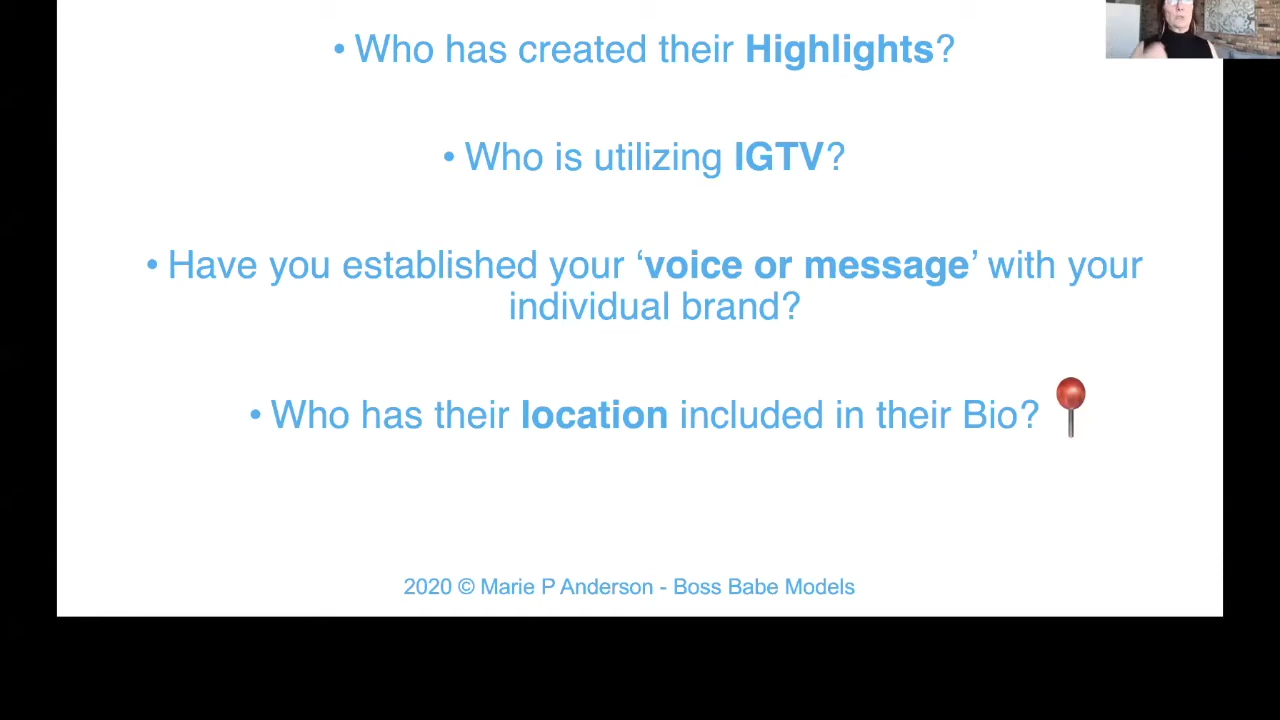 • Who has created their Highlights?
• Who is utilizing IGTV?
• Have you established your ‘voice or message’ with your
individual brand?
• Who has their location included in their Bio?
2020 © Marie P Anderson - Boss Babe Models